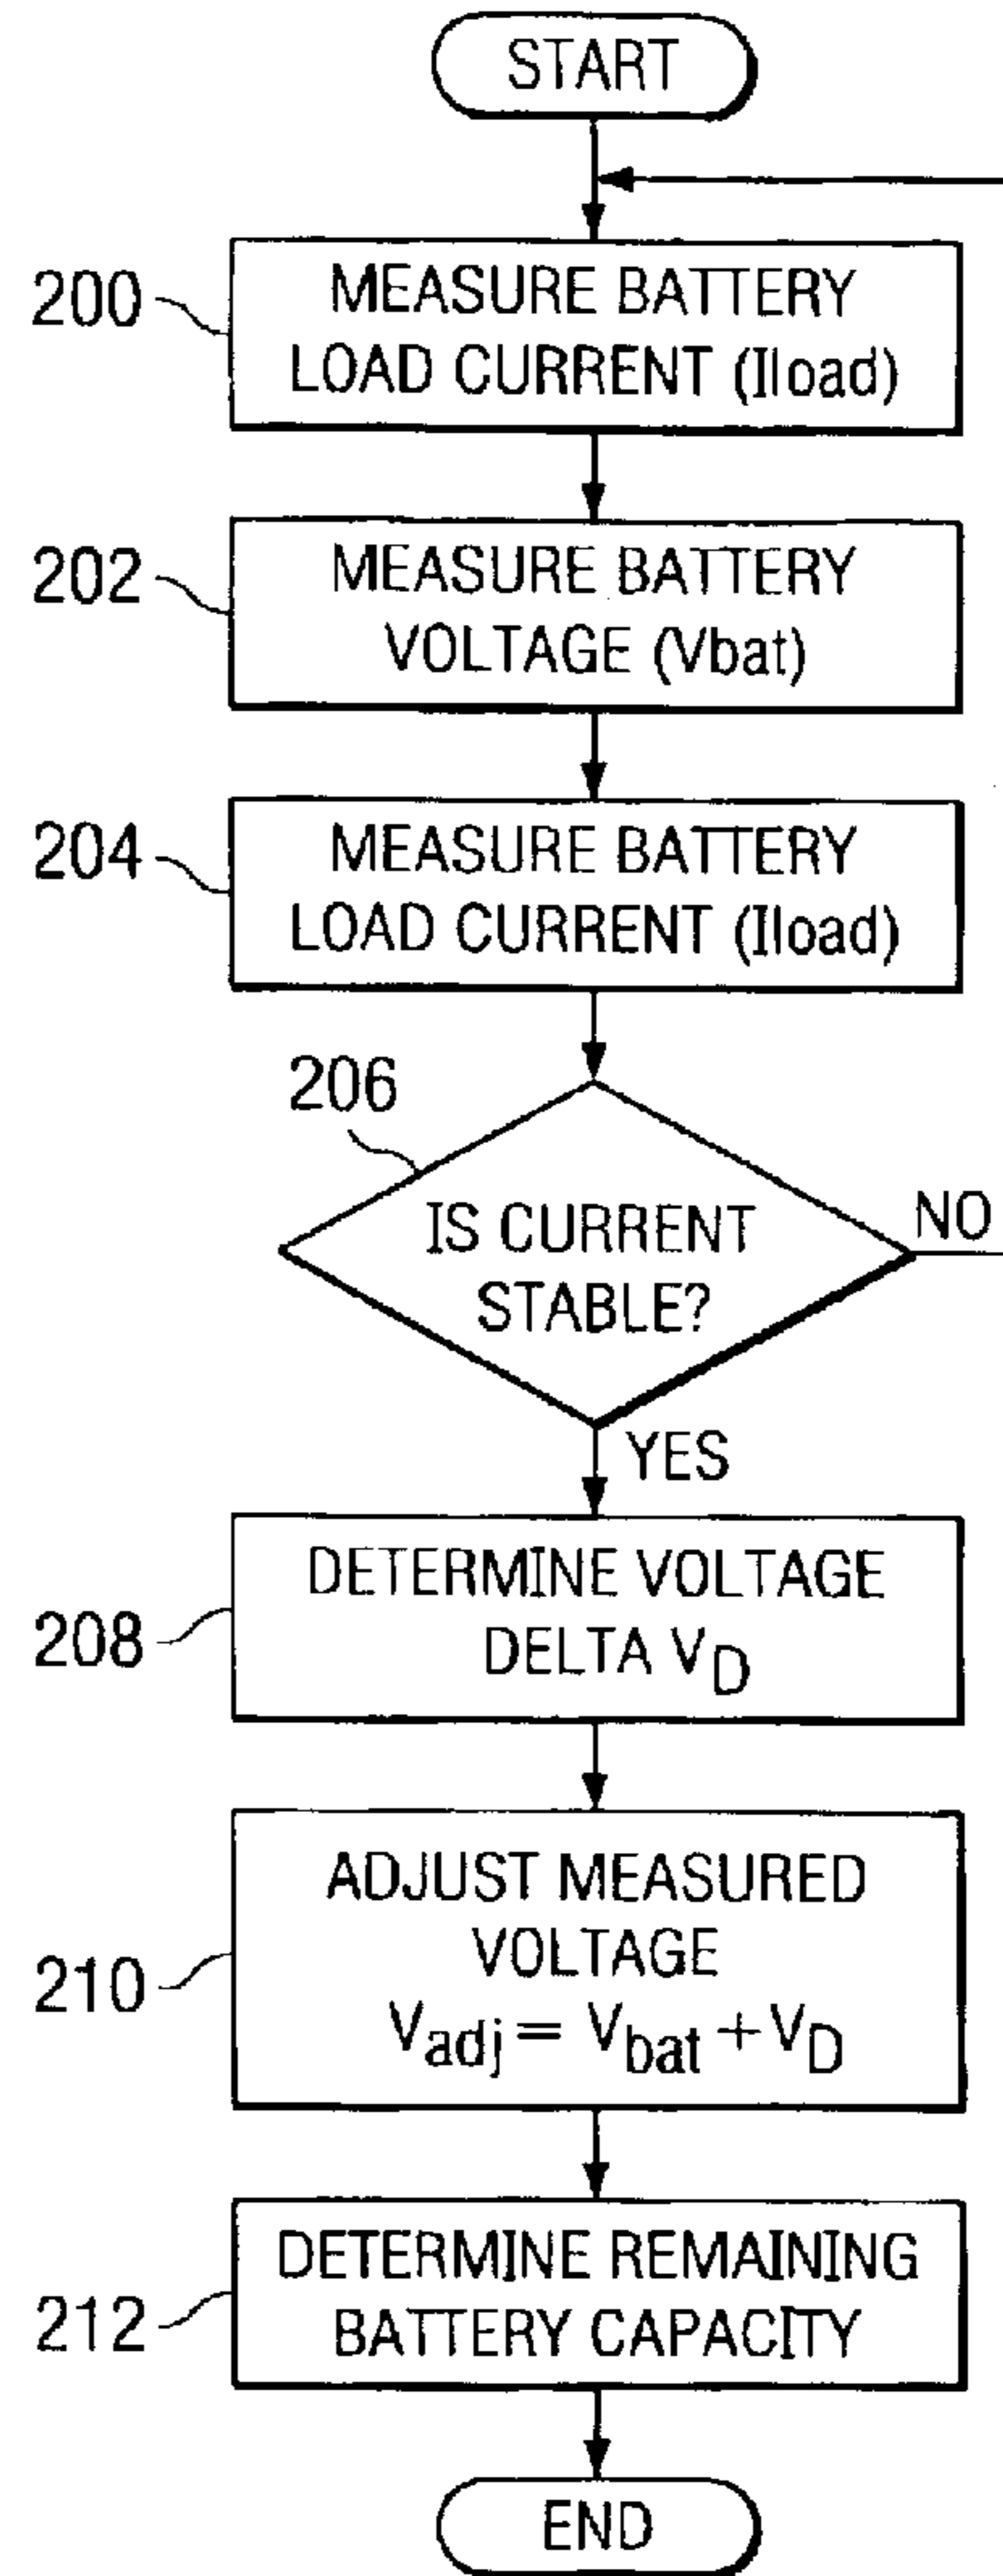 START
200
MEASURE BATTERY
LOAD CURRENT (Iload)
202
MEASURE BATTERY
VOLTAGE (Vbat)
204
MEASURE BATTERY
LOAD CURRENT (Iload)
206
IS CURRENT
STABLE?
NO
YES
208
DETERMINE VOLTAGE
DELTA VD
210
ADJUST MEASURED
VOLTAGE
Vadj = Vbat + VD
212
DETERMINE REMAINING
BATTERY CAPACITY
END